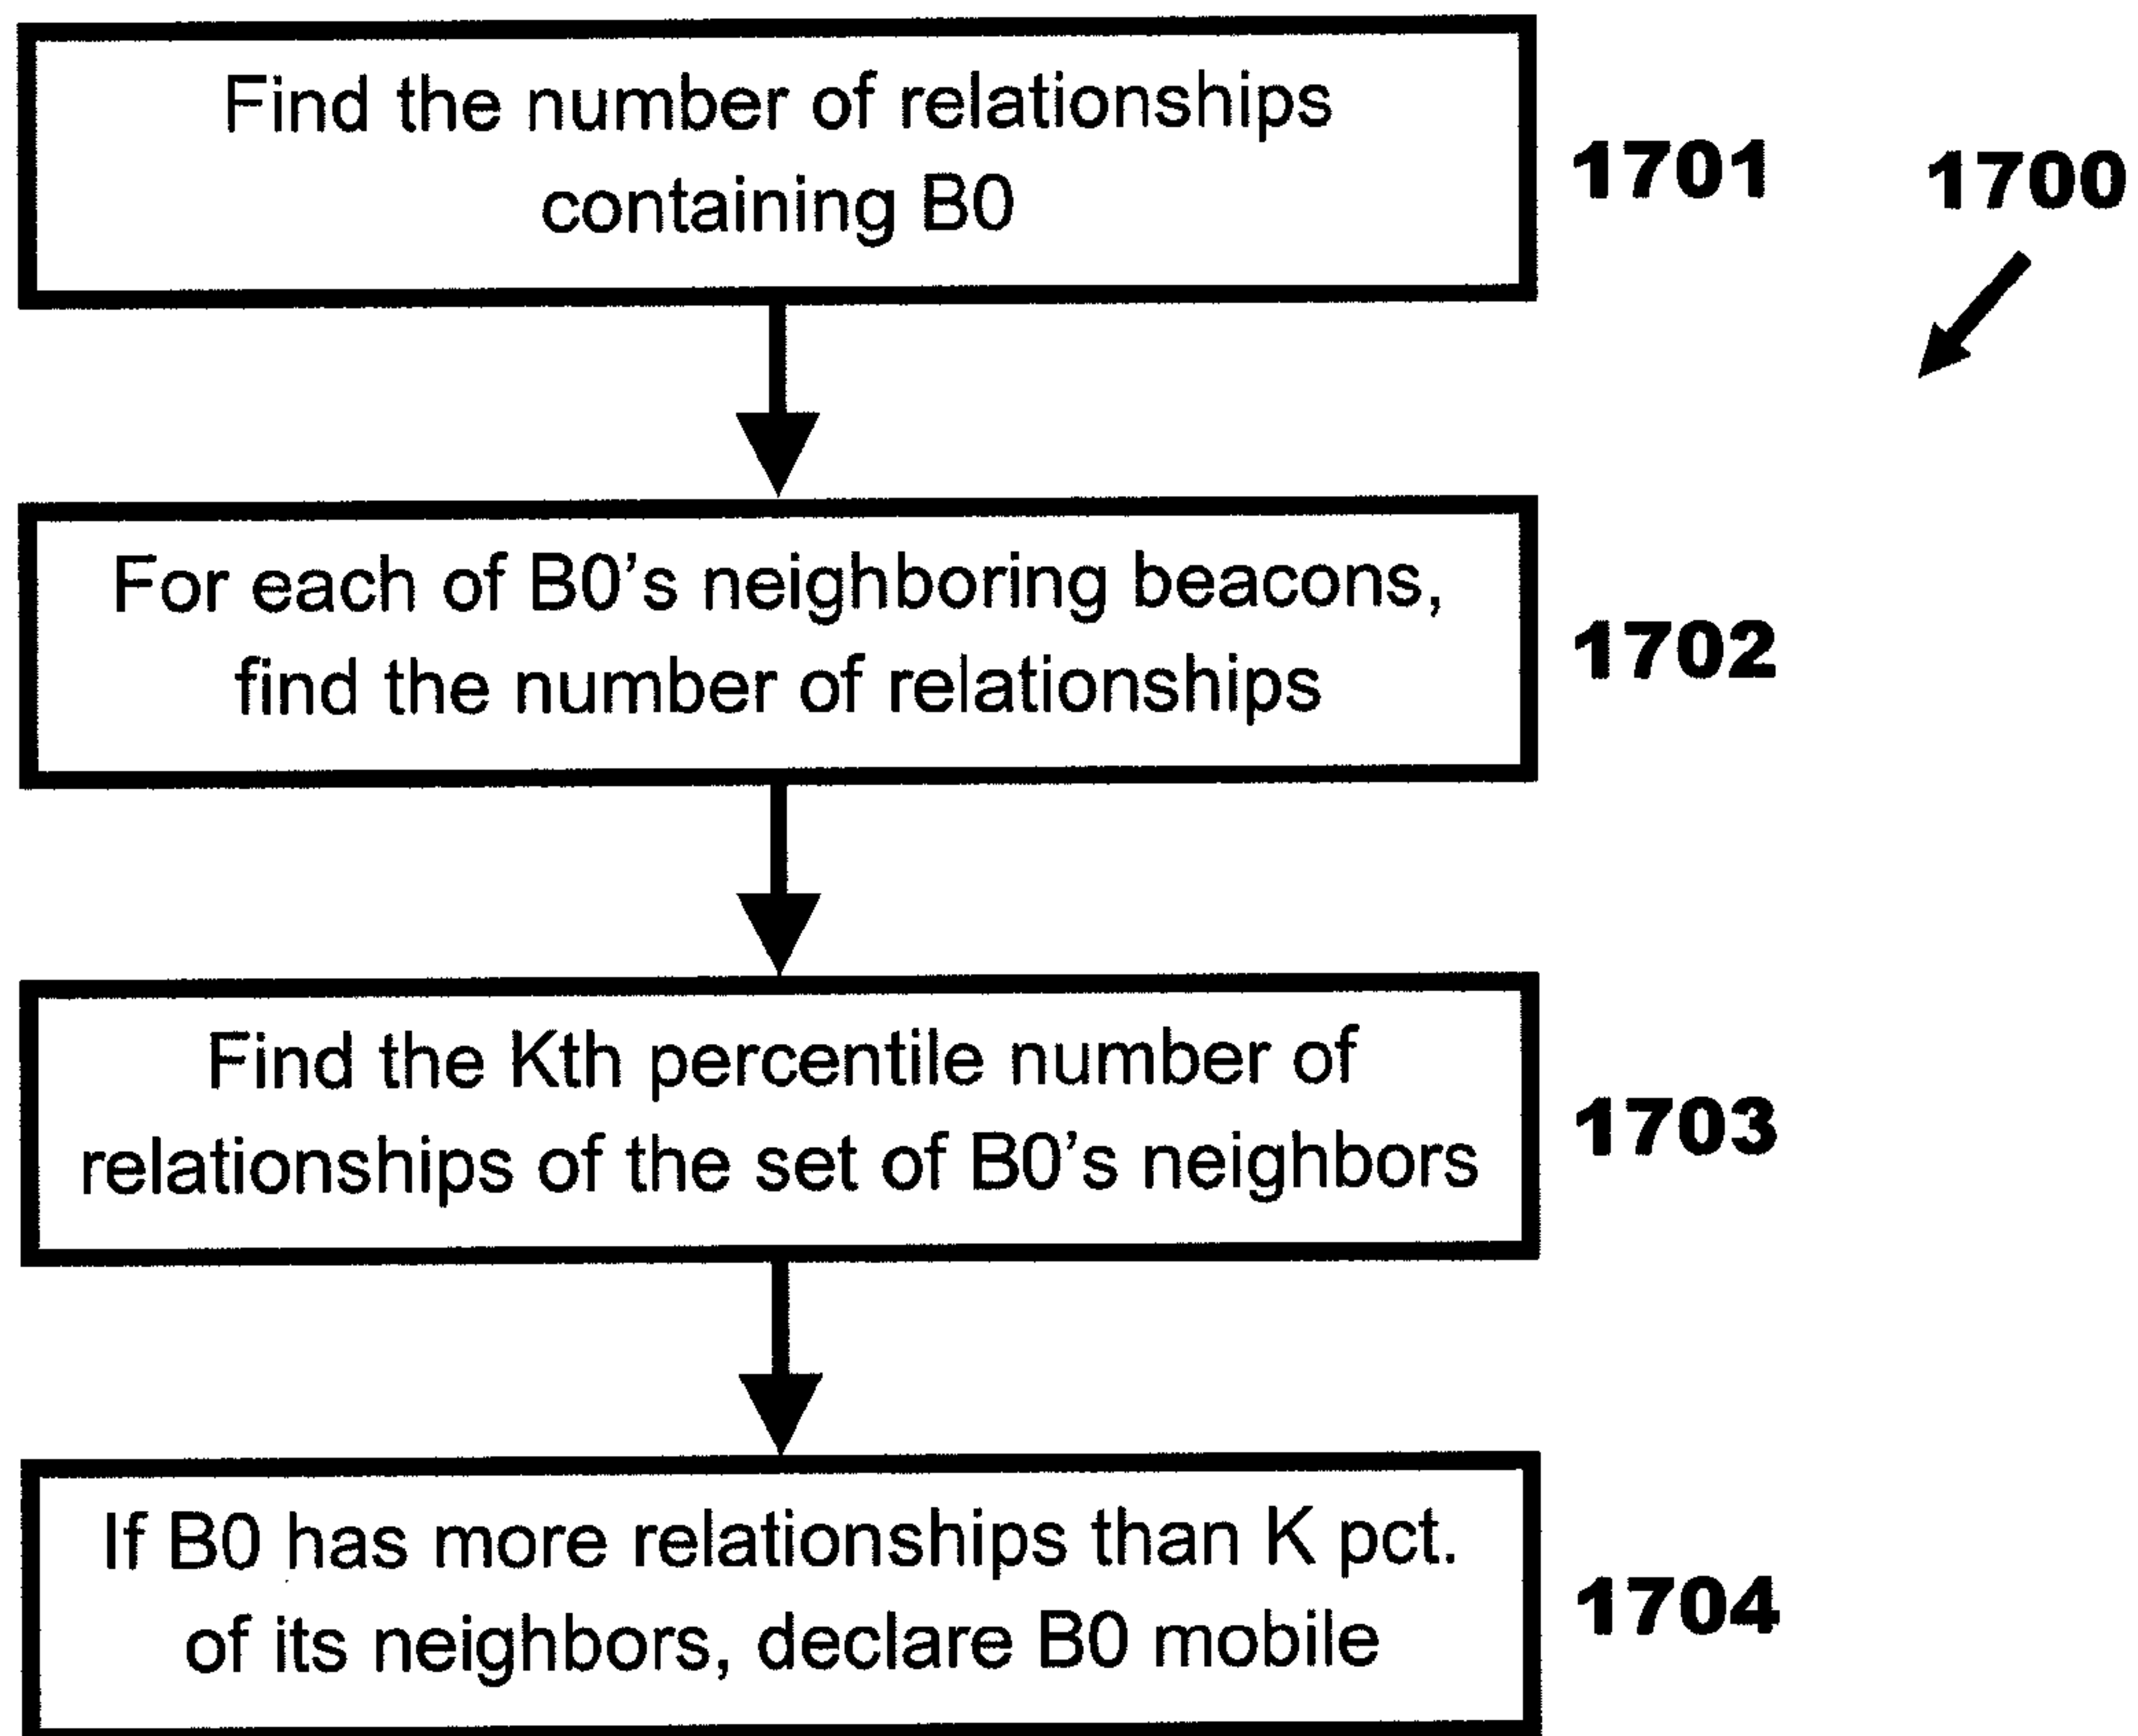 Find the number of relationships
containing B0
1701
1700
For each of B0's neighboring beacons,
find the number of relationships
1702
Find the Kth percentile number of
relationships of the set of B0's neighbors
1703
If B0 has more relationships than K pct.
of its neighbors, declare B0 mobile
1704